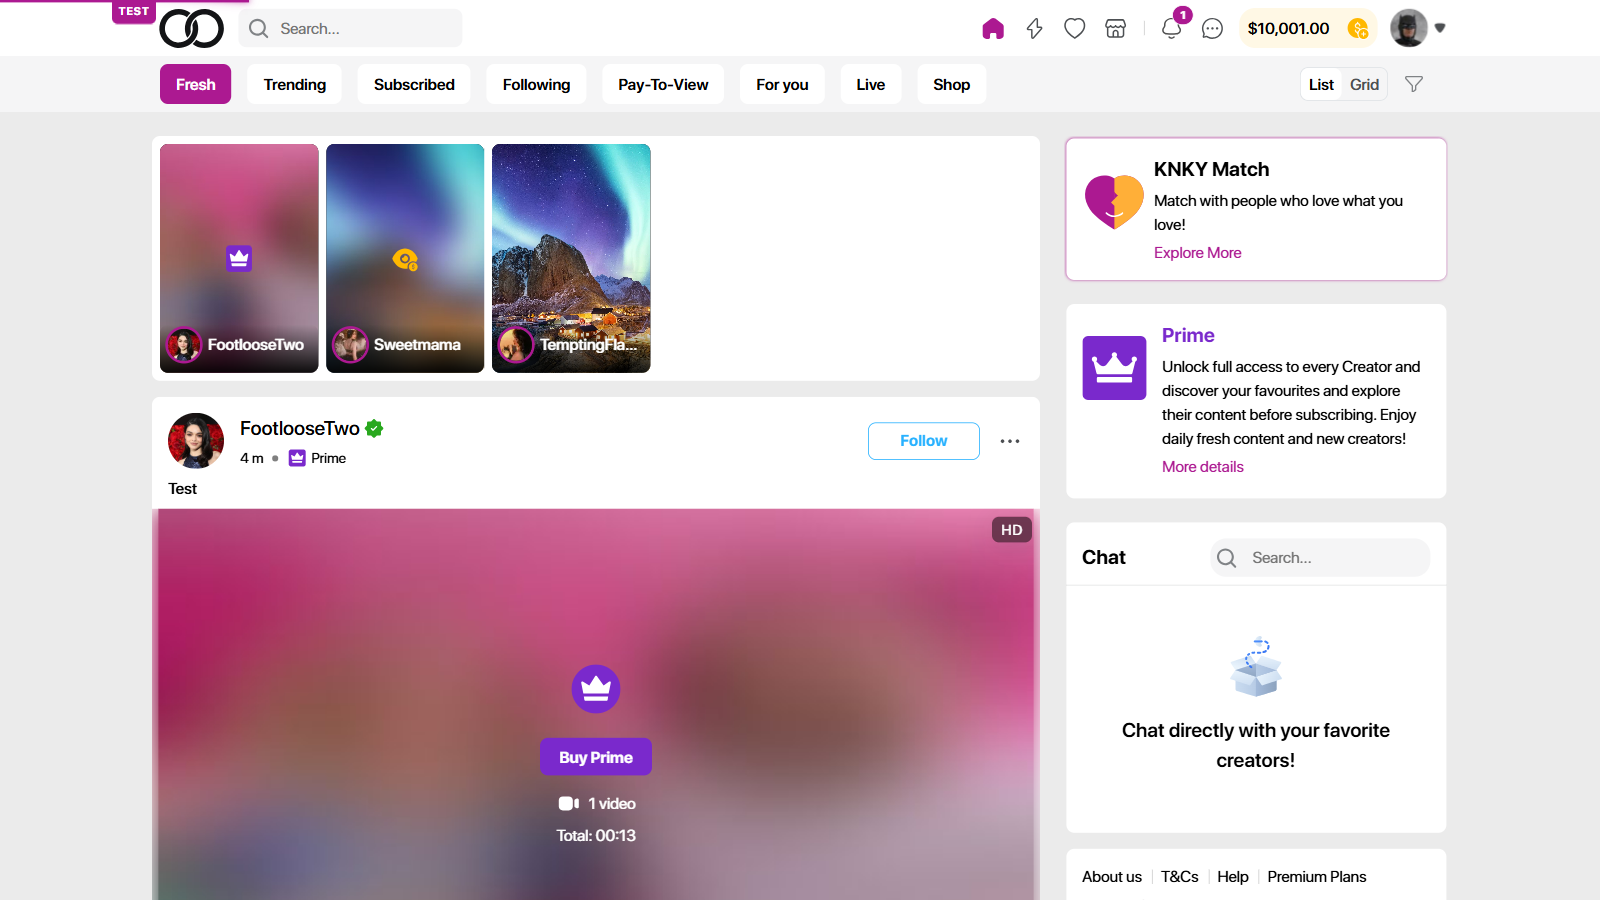 TEST
Search...
1
$10,001.00
Fresh
Trending
Subscribed
Following
Pay-To-View
For you
Live
Shop
List
Grid
FootlooseTwo
Sweetmama
TemptingFla...
KNKY Match
Match with people who love what you
love!
Explore More
Prime
Unlock full access to every Creator and
discover your favourites and explore
their content before subscribing. Enjoy
daily fresh content and new creators!
More details
FootlooseTwo
4 m
Prime
Follow
Test
HD
Buy Prime
1 video
Total: 00:13
Chat
Search...
Chat directly with your favorite
creators!
About us
T&Cs
Help
Premium Plans